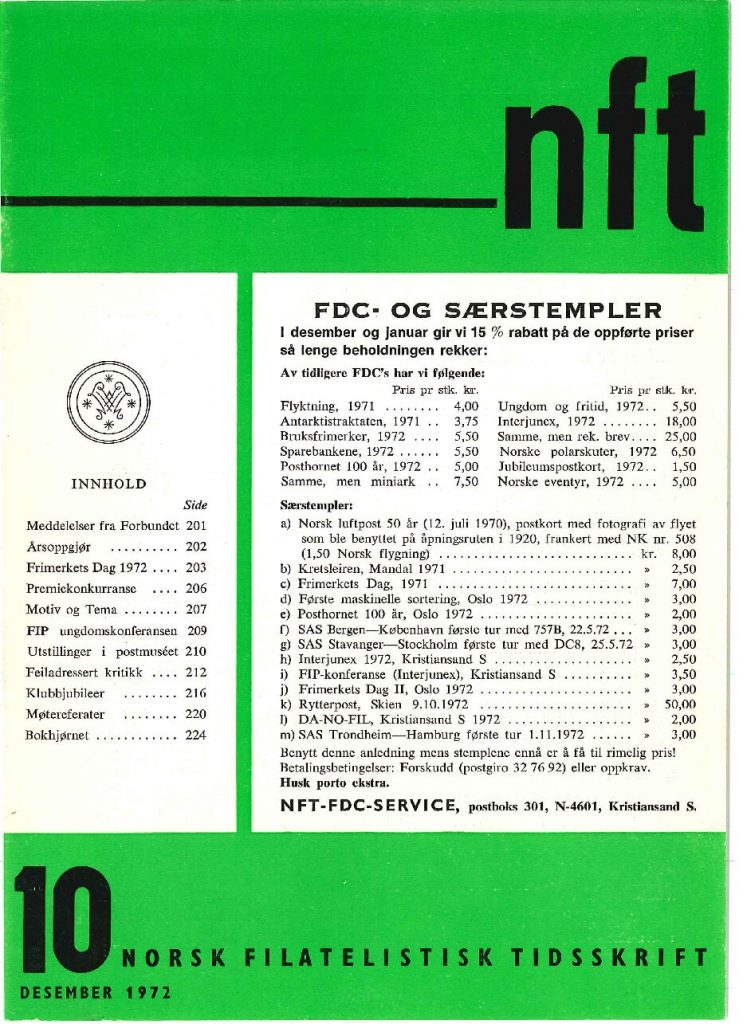 nft
INNHOLD
Side
Meddelelser fra Forbundet 201
Årsoppgjør .......... 202
Frimerkets Dag 1972 .... 203
Premiekonkurranse .... 206
Motiv og Tema ........ 207
FIP ungdomskonferansen 209
Utstillinger i postmuséet 210
Feiladressert kritikk .... 212
Klubbjubileer ........ 216
Møtereferater ........ 220
Bokhjørnet ............ 224
FDC- OG SÆRSTEMPLER
I desember og januar gir vi 15 % rabatt på de oppførte priser
så lenge beholdningen rekker:
Av tidligere FDC's har vi følgende:
Pris pr stk. kr.
Flyktning, 1971 ........ 4,00
Antarktistraktaten, 1971 .. 3,75
Bruksfrimerker, 1972 .... 5,50
Sparebankene, 1972 ...... 5,50
Posthornet 100 år, 1972 .. 5,00
Samme, men miniark .. 7,50
Pris pr stk. kr.
Ungdom og fritid, 1972.. 5,50
Interjunex, 1972 ........ 18,00
Samme, men rek. brev.... 25,00
Norske polarskuter, 1972 6,50
Jubileumspostkort, 1972.. 1,50
Norske eventyr, 1972 .... 5,00
Særstempler:
a) Norsk luftpost 50 år (12. juli 1970), postkort med fotografi av flyet
som ble benyttet på åpningsruten i 1920, frankert med NK nr. 508
(1,50 Norsk flygning) ................................ kr. 8,00
b) Kretsleiren, Mandal 1971 ........................... » 2,50
c) Frimerkets Dag, 1971 ............................... » 7,00
d) Første maskinelle sortering, Oslo 1972 .............. » 3,00
e) Posthornet 100 år, Oslo 1972 ....................... » 2,00
f) SAS Bergen—København første tur med 757B, 22.5.72 ... » 3,00
g) SAS Stavanger—Stockholm første tur med DC8, 25.5.72 » 3,00
h) Interjunex 1972, Kristiansand S ..................... » 2,50
i) FIP-konferanse (Interjunex), Kristiansand S .......... » 3,50
j) Frimerkets Dag II, Oslo 1972 ....................... » 3,00
k) Rytterpost, Skien 9.10.1972 ........................ » 50,00
l) DA-NO-FIL, Kristiansand S 1972 .................. » 2,00
m) SAS Trondheim—Hamburg første tur 1.11.1972 ...... » 3,00
Benytt denne anledning mens stemplene ennå er å få til rimelig pris!
Betalingsbetingelser: Forskudd (postgiro 32 76 92) eller oppkrav.
Husk porto ekstra.
NFT-FDC-SERVICE, postboks 301, N-4601, Kristiansand S.
10 NORSK FILATELISTISK TIDSSKRIFT
DESEMBER 1972